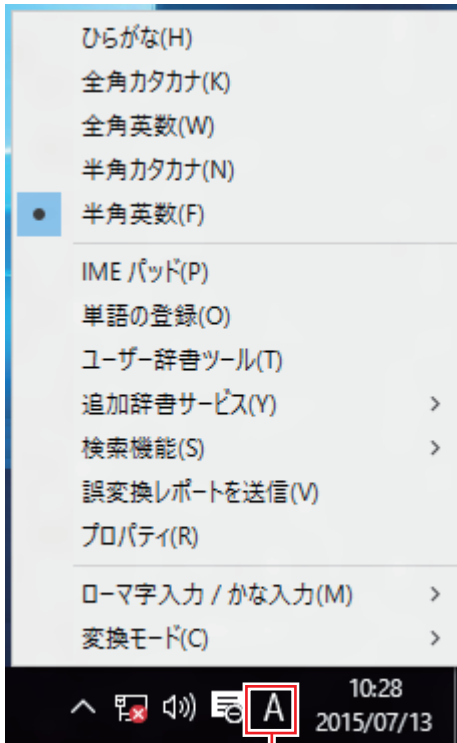 ひらがな(H)
全角カタカナ(K)
全角英数(W)
半角カタカナ(N)
半角英数(F)
IME パッド(P)
単語の登録(O)
ユーザー辞書ツール(T)
追加辞書サービス(Y)
検索機能(S)
誤変換レポートを送信(V)
プロパティ(R)
ローマ字入力 / かな入力(M)
変換モード(C)
A
10:28
2015/07/13